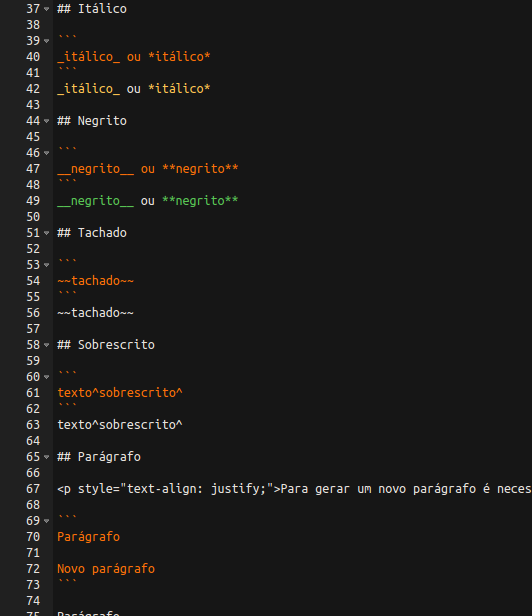 37 ## Itálico
38
39 ```
40 _itálico_ ou *itálico*
41 ```
42 _itálico_ ou *itálico*
43
44 ## Negrito
45
46 ```
47 __negrito__ ou **negrito**
48 ```
49 __negrito__ ou **negrito**
50
51 ## Tachado
52
53 ```
54 ~~tachado~~
55 ```
56 ~~tachado~~
57
58 ## Sobrescrito
59
60 ```
61 texto^sobrescrito^
62 ```
63 texto^sobrescrito^
64
65 ## Parágrafo
66
67 <p style="text-align: justify;">Para gerar um novo parágrafo é neces
68
69 ```
70 Parágrafo
71
72 Novo parágrafo
73 ```
74
75 Parágrafo